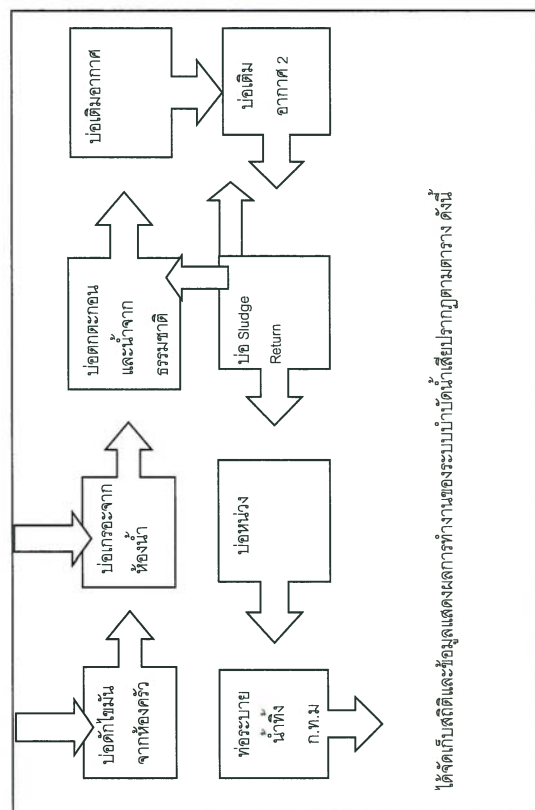 บ่อดักไขมัน
จากห้องครัว
บ่อเกรอะจาก
ห้องน้ำ
บ่อตกตะกอน
และน้ำจาก
ธรรมชาติ
บ่อเติมอากาศ
บ่อเติม
อากาศ 2
บ่อ Sludge
Return
บ่อหน่วง
ท่อระบาย
น้ำทิ้ง
ก.ท.ม
ได้จัดเก็บสถิติและข้อมูลแสดงผลการทำงานของระบบบำบัดน้ำเสียปรากฏตามตาราง ดังนี้